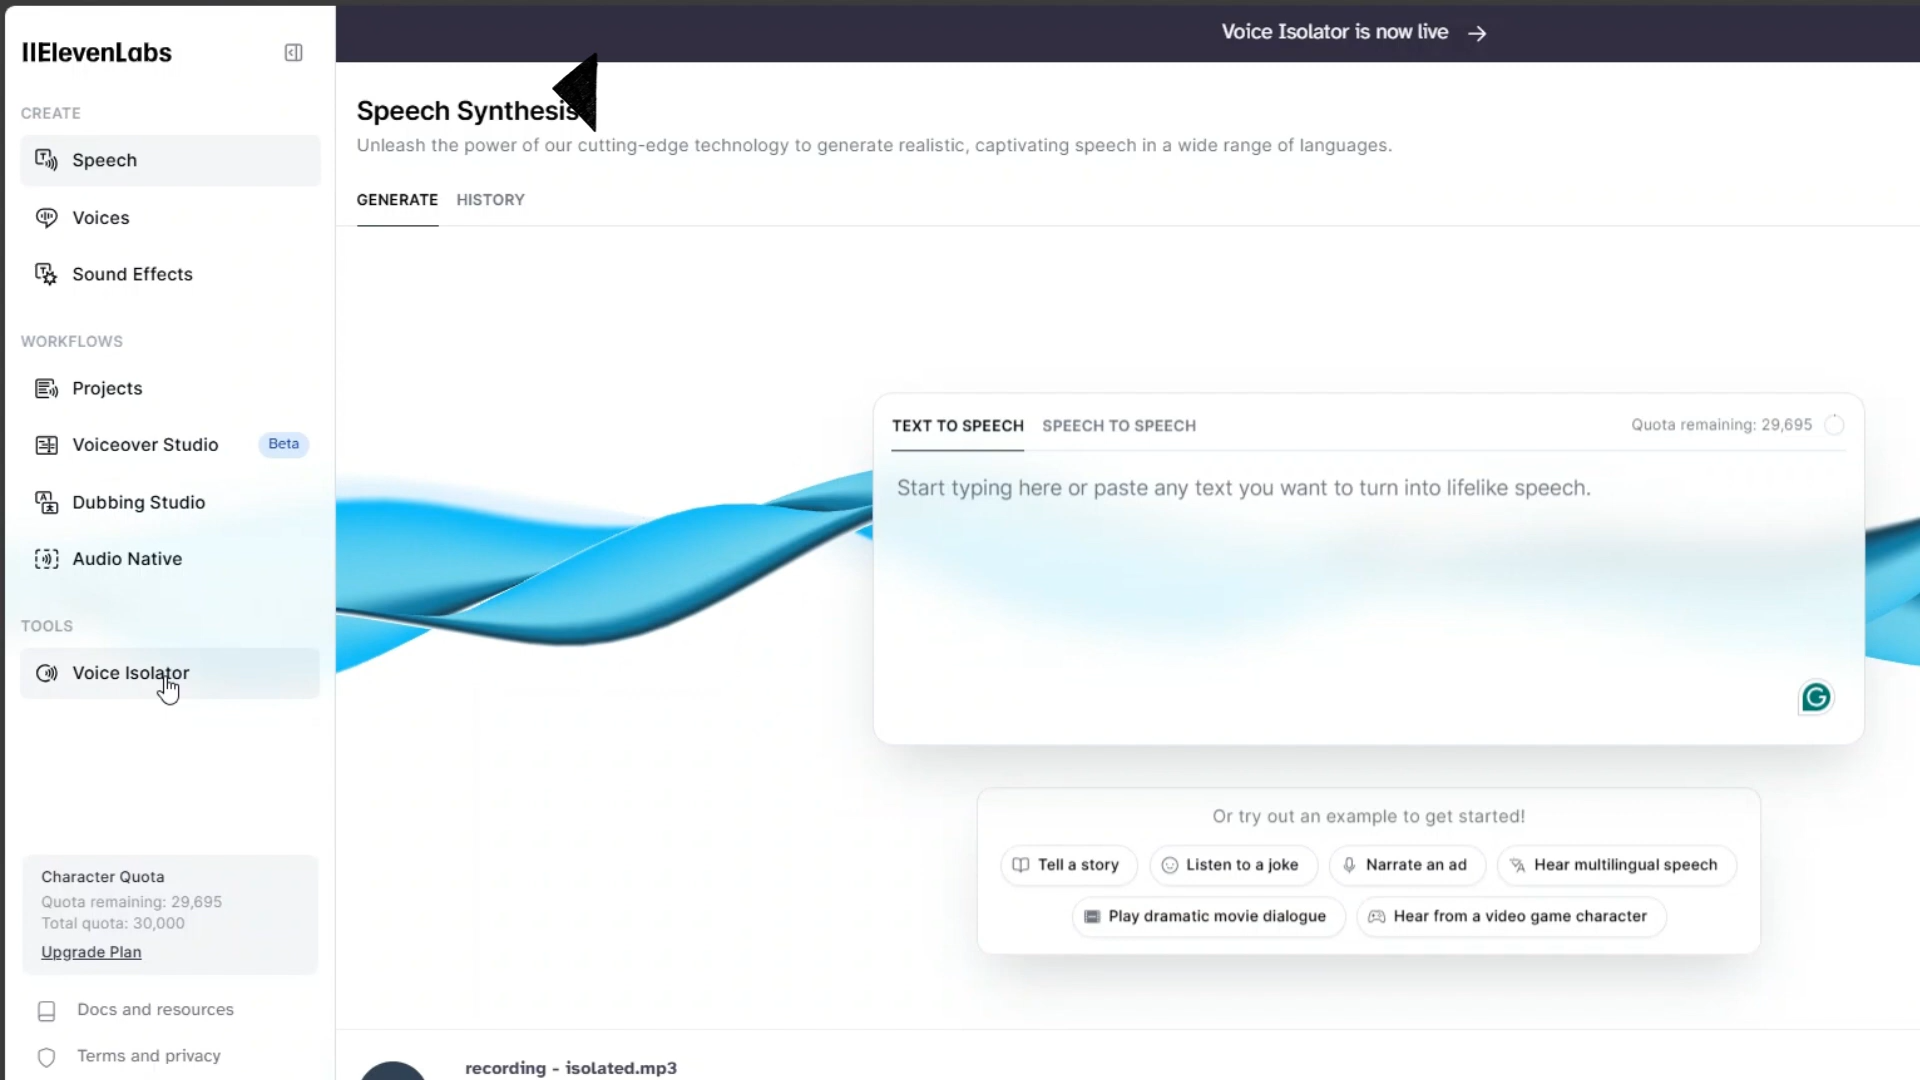 IIElevenLabs
CREATE
Speech
Voices
Sound Effects
WORKFLOWS
Projects
Voiceover Studio
Beta
Dubbing Studio
Audio Native
TOOLS
Voice Isolator
Character Quota
Quota remaining: 29,695
Total quota: 30,000
Upgrade Plan
Docs and resources
Terms and privacy
Voice Isolator is now live →
Speech Synthesis
Unleash the power of our cutting-edge technology to generate realistic, captivating speech in a wide range of languages.
GENERATE HISTORY
TEXT TO SPEECH SPEECH TO SPEECH Quota remaining: 29,695
Start typing here or paste any text you want to turn into lifelike speech.
Or try out an example to get started!
Tell a story Listen to a joke Narrate an ad Hear multilingual speech
Play dramatic movie dialogue Hear from a video game character
recording - isolated.mp3